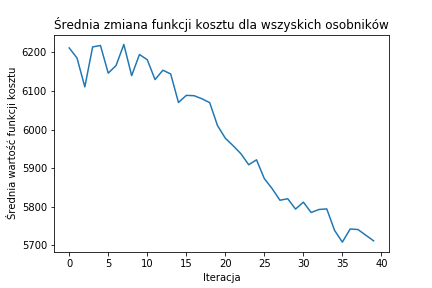 Średnia zmiana funkcji kosztu dla wszyskich osobników
Średnia wartość funkcji kosztu
6200
6100
6000
5900
5800
5700
0 5 10 15 20 25 30 35 40
Iteracja